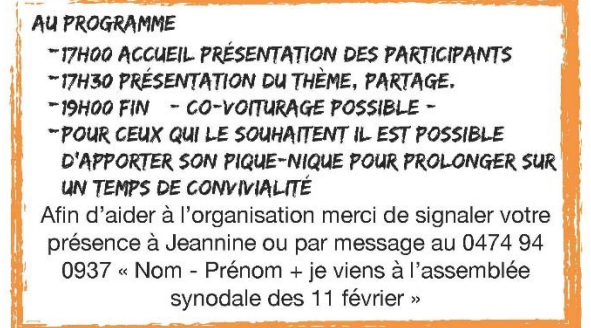 AU PROGRAMME
-17H00 ACCUEIL PRÉSENTATION DES PARTICIPANTS
-17H30 PRÉSENTATION DU THÈME, PARTAGE.
-19H00 FIN - CO-VOITURAGE POSSIBLE -
-POUR CEUX QUI LE SOUHAITENT IL EST POSSIBLE
D'APPORTER SON PIQUE-NIQUE POUR PROLONGER SUR
UN TEMPS DE CONVIVIALITÉ
Afin d'aider à l'organisation merci de signaler votre
présence à Jeannine ou par message au 0474 94
0937 « Nom - Prénom + je viens à l'assemblée
synodale des 11 février »